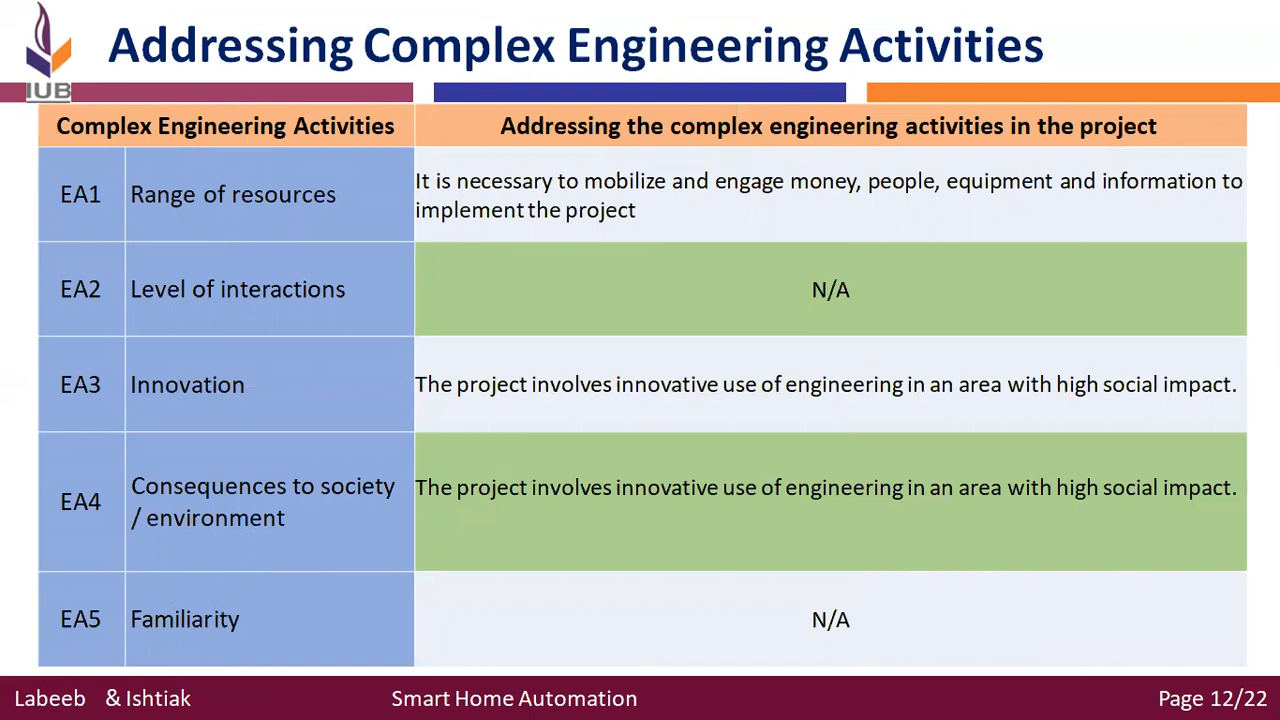 Addressing Complex Engineering Activities
IUB
Complex Engineering Activities
Addressing the complex engineering activities in the project
EA1
Range of resources
It is necessary to mobilize and engage money, people, equipment and information to
implement the project
EA2
Level of interactions
N/A
EA3
Innovation
The project involves innovative use of engineering in an area with high social impact.
EA4
Consequences to society
/ environment
The project involves innovative use of engineering in an area with high social impact.
EA5
Familiarity
N/A
Labeeb & Ishtiak
Smart Home Automation
Page 12/22